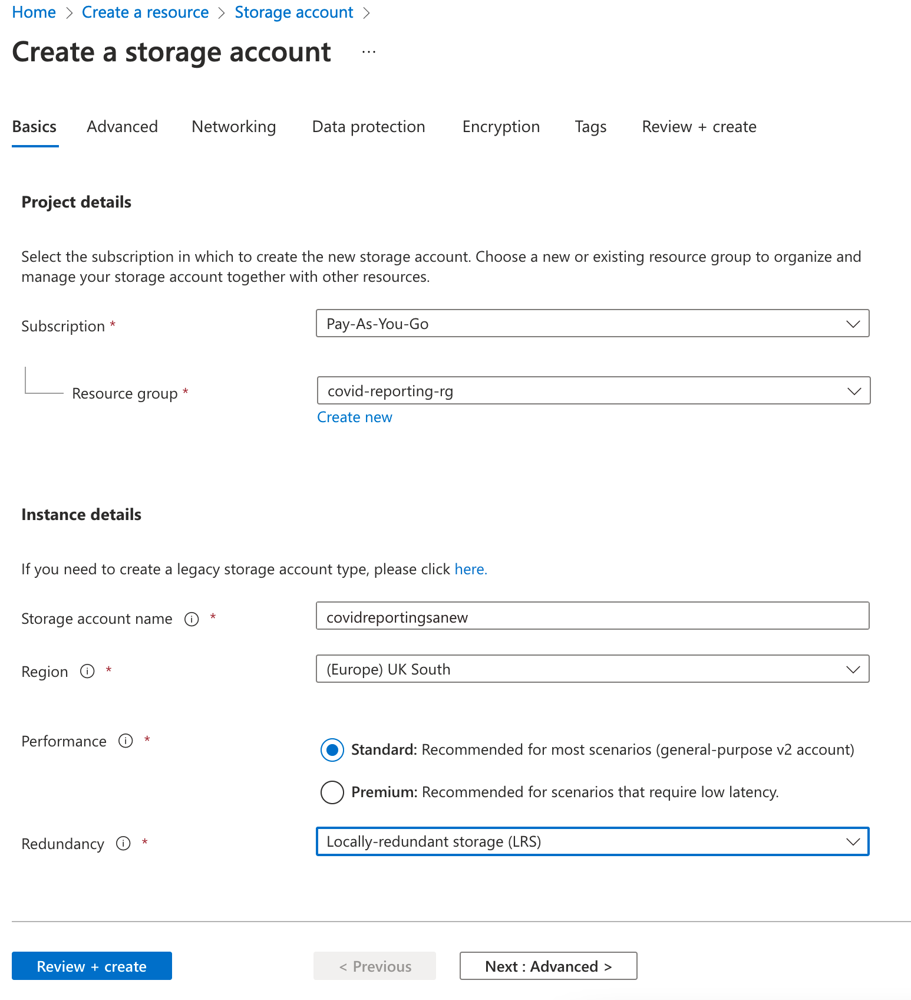 Home > Create a resource > Storage account >
Create a storage account ...
Basics Advanced Networking Data protection Encryption Tags Review + create
Project details
Select the subscription in which to create the new storage account. Choose a new or existing resource group to organize and
manage your storage account together with other resources.
Subscription * Pay-As-You-Go
Resource group * covid-reporting-rg
Create new
Instance details
If you need to create a legacy storage account type, please click here.
Storage account name * covidreportingsanew
Region * (Europe) UK South
Performance * Standard: Recommended for most scenarios (general-purpose v2 account)
Premium: Recommended for scenarios that require low latency.
Redundancy * Locally-redundant storage (LRS)
Review + create < Previous Next : Advanced >